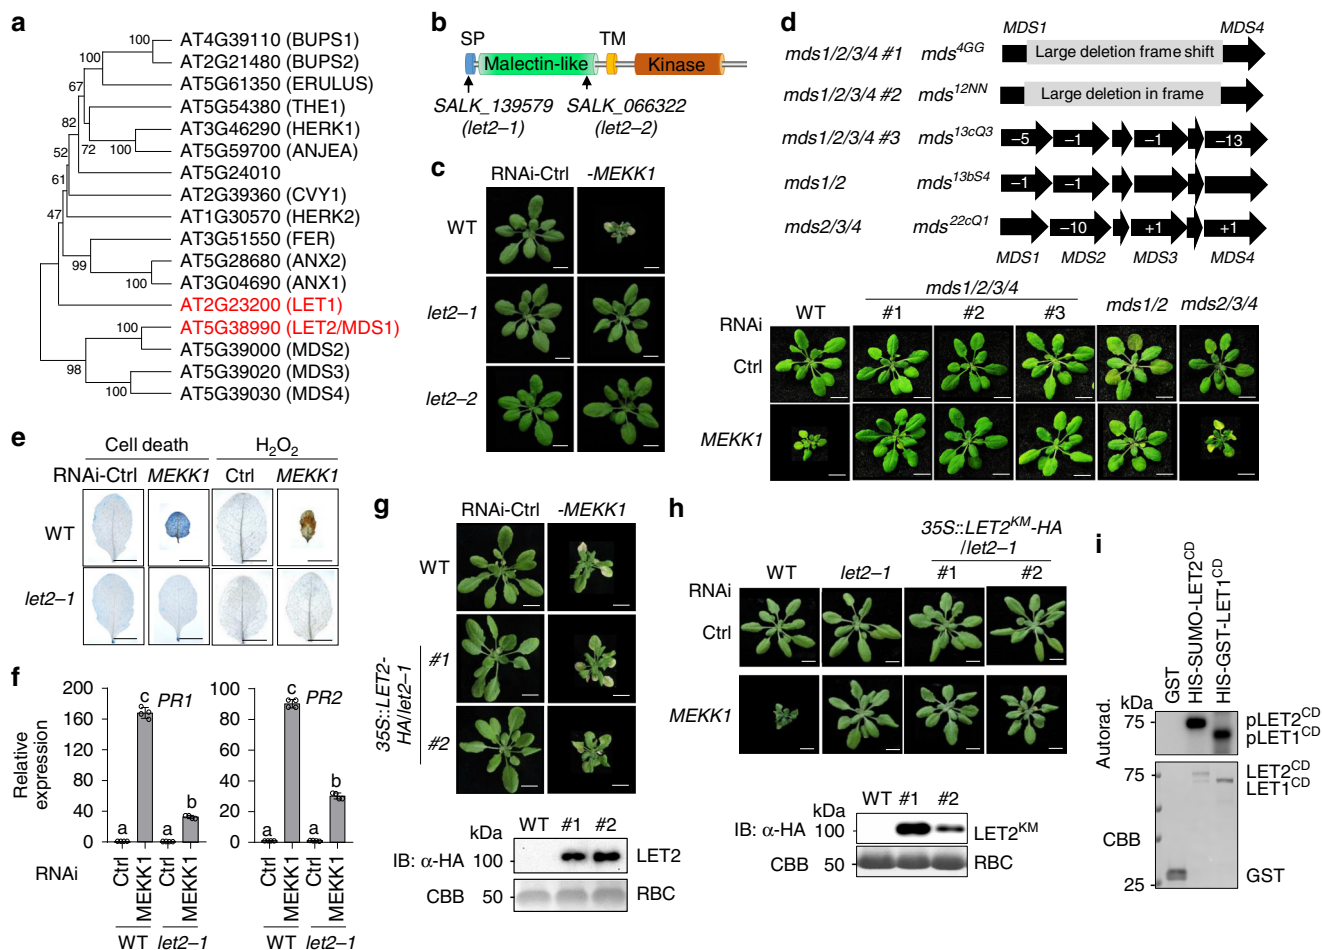 a
AT4G39110 (BUPS1)
AT2G21480 (BUPS2)
AT5G61350 (ERULUS)
AT5G54380 (THE1)
AT3G46290 (HERK1)
AT5G59700 (ANJEA)
AT5G24010
AT2G39360 (CVY1)
AT1G30570 (HERK2)
AT3G51550 (FER)
AT5G28680 (ANX2)
AT3G04690 (ANX1)
AT2G23200 (LET1)
AT5G38990 (LET2/MDS1)
AT5G39000 (MDS2)
AT5G39020 (MDS3)
AT5G39030 (MDS4)
100
100
67
82
72
100
52
61
47
99
100
100
98
100
b
SP TM
Malectin-like Kinase
SALK_139579 SALK_066322
(let2–1) (let2–2)
c
RNAi-Ctrl -MEKK1
WT
let2–1
let2–2
d
MDS1 MDS4
mds1/2/3/4 #1 mds4GG Large deletion frame shift
mds1/2/3/4 #2 mds12NN Large deletion in frame
mds1/2/3/4 #3 mds13cQ3 –5 –1 –1 –13
mds1/2 mds13bS4 –1 –1
mds2/3/4 mds22cQ1 –10 +1 +1
MDS1 MDS2 MDS3 MDS4
mds1/2/3/4
RNAi WT #1 #2 #3 mds1/2 mds2/3/4
Ctrl
MEKK1
e
Cell death H2O2
RNAi-Ctrl MEKK1 Ctrl MEKK1
WT
let2–1
f
Relative expression
PR1
200
160
120
80
40
0
a c a b
PR2
100
80
60
40
20
0
a c a b
RNAi Ctrl MEKK1 Ctrl MEKK1 Ctrl MEKK1 Ctrl MEKK1
WT let2–1 WT let2–1
g
RNAi-Ctrl -MEKK1
WT
35S::LET2-HA/let2–1
#1
#2
kDa WT #1 #2
IB: α-HA 100 LET2
CBB 50 RBC
h
35S::LET2KM-HA
/let2–1
WT let2–1 #1 #2
RNAi
Ctrl
MEKK1
kDa WT #1 #2
IB: α-HA 100 LET2KM
CBB 50 RBC
i
GST
HIS-SUMO-LET2CD
HIS-GST-LET1CD
kDa
Autorad.
75
pLET2CD
pLET1CD
75
LET2CD
LET1CD
CBB
25
GST